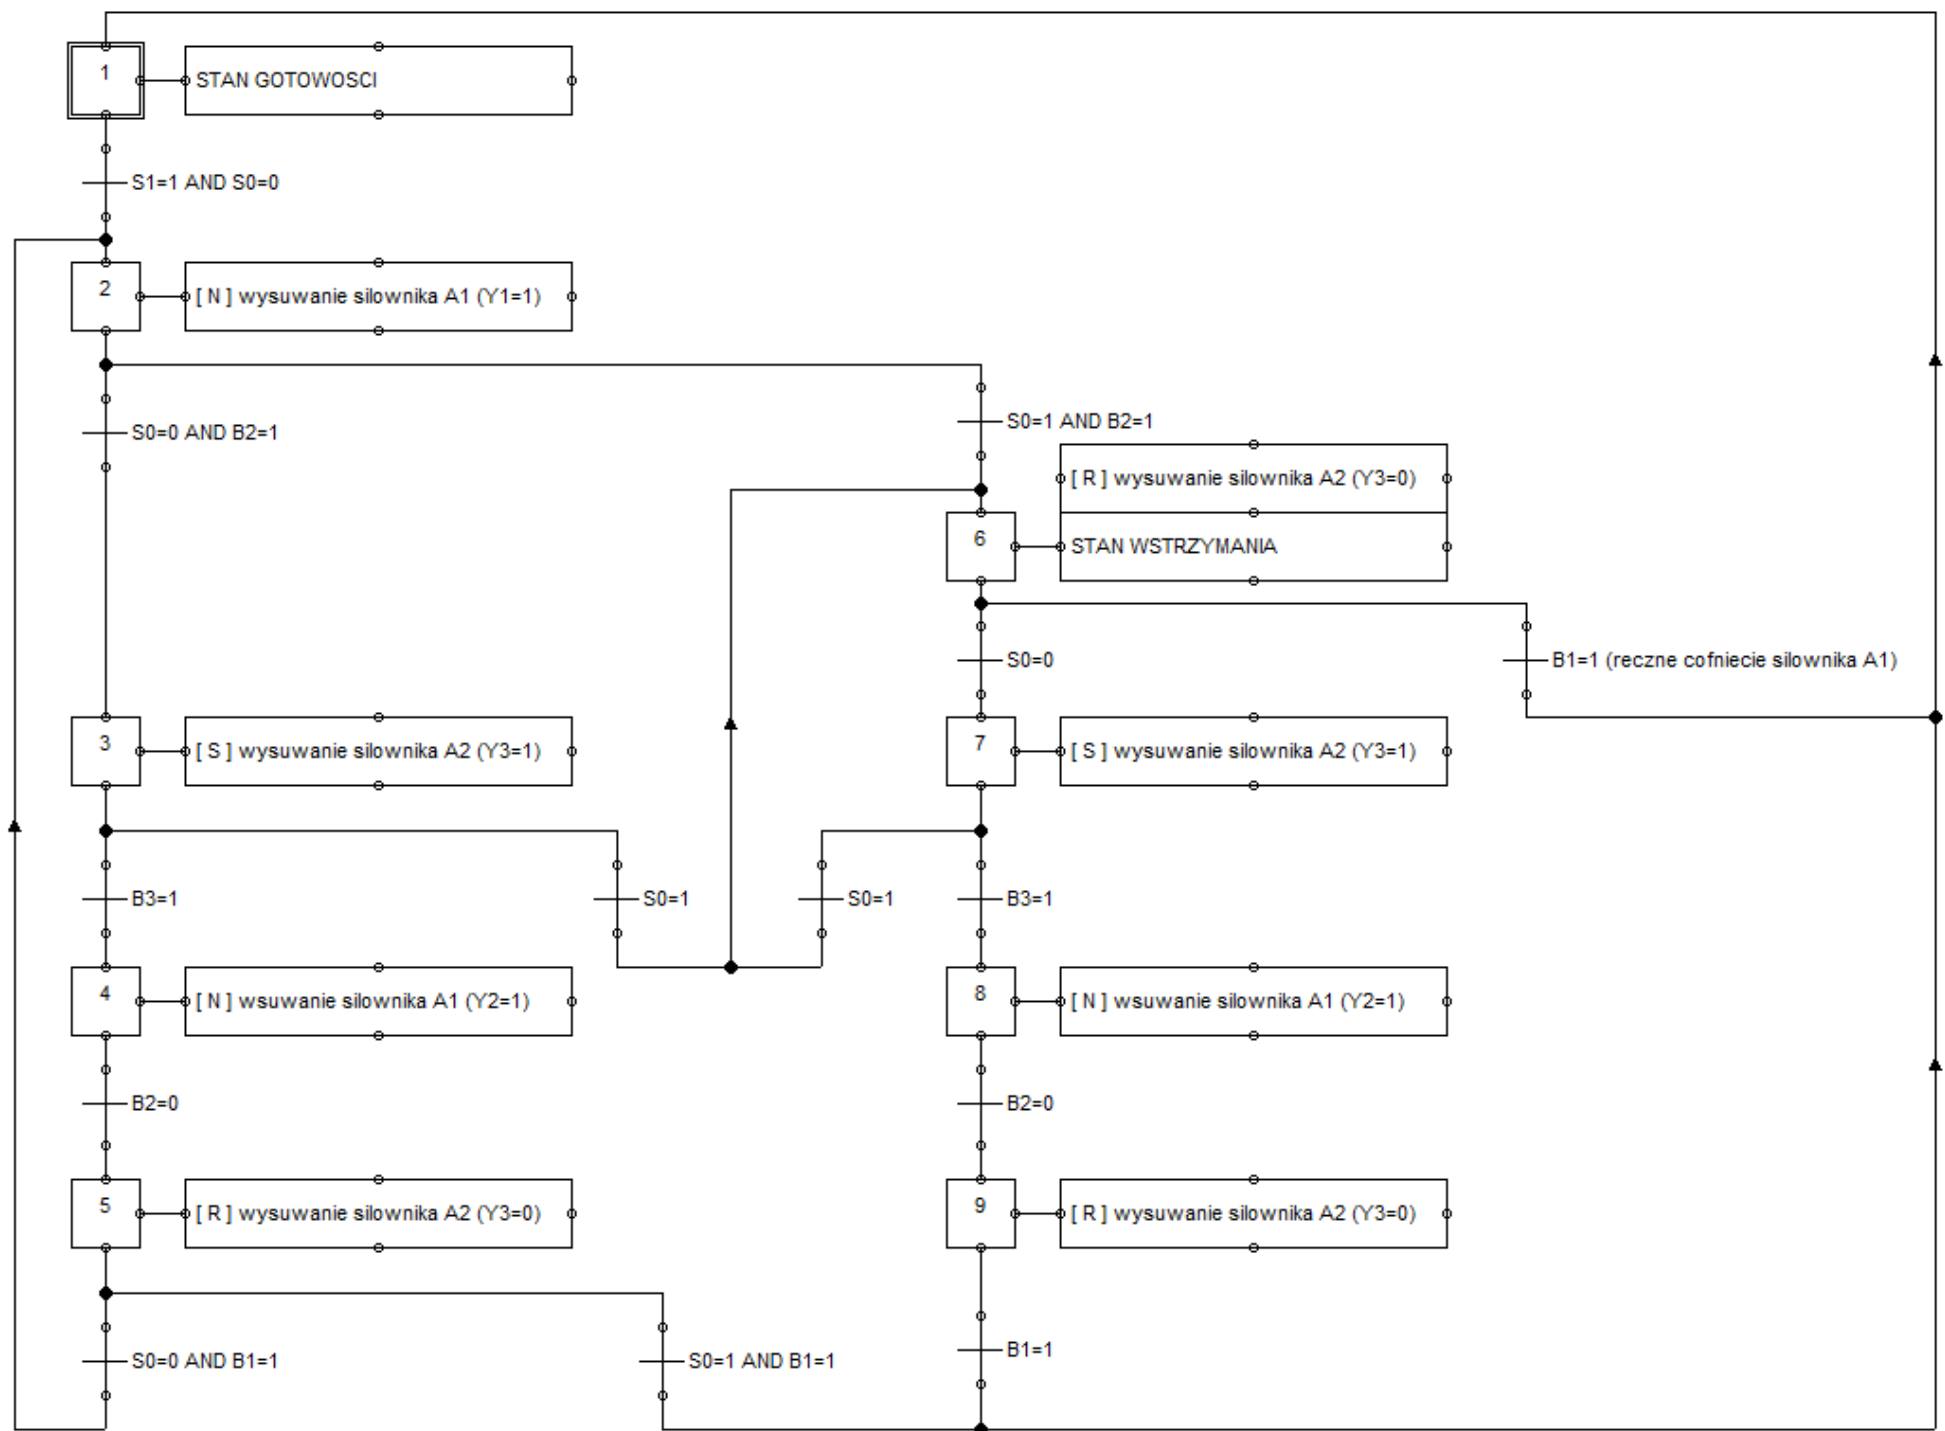 1
STAN GOTOWOSCI
S1=1 AND S0=0
2
[ N ] wysuwanie silownika A1 (Y1=1)
S0=0 AND B2=1
S0=1 AND B2=1
[ R ] wysuwanie silownika A2 (Y3=0)
6
STAN WSTRZYMANIA
S0=0
B1=1 (reczne cofniecie silownika A1)
3
[ S ] wysuwanie silownika A2 (Y3=1)
7
[ S ] wysuwanie silownika A2 (Y3=1)
B3=1
S0=1
S0=1
B3=1
4
[ N ] wsuwanie silownika A1 (Y2=1)
8
[ N ] wsuwanie silownika A1 (Y2=1)
B2=0
B2=0
5
[ R ] wysuwanie silownika A2 (Y3=0)
9
[ R ] wysuwanie silownika A2 (Y3=0)
S0=0 AND B1=1
S0=1 AND B1=1
B1=1